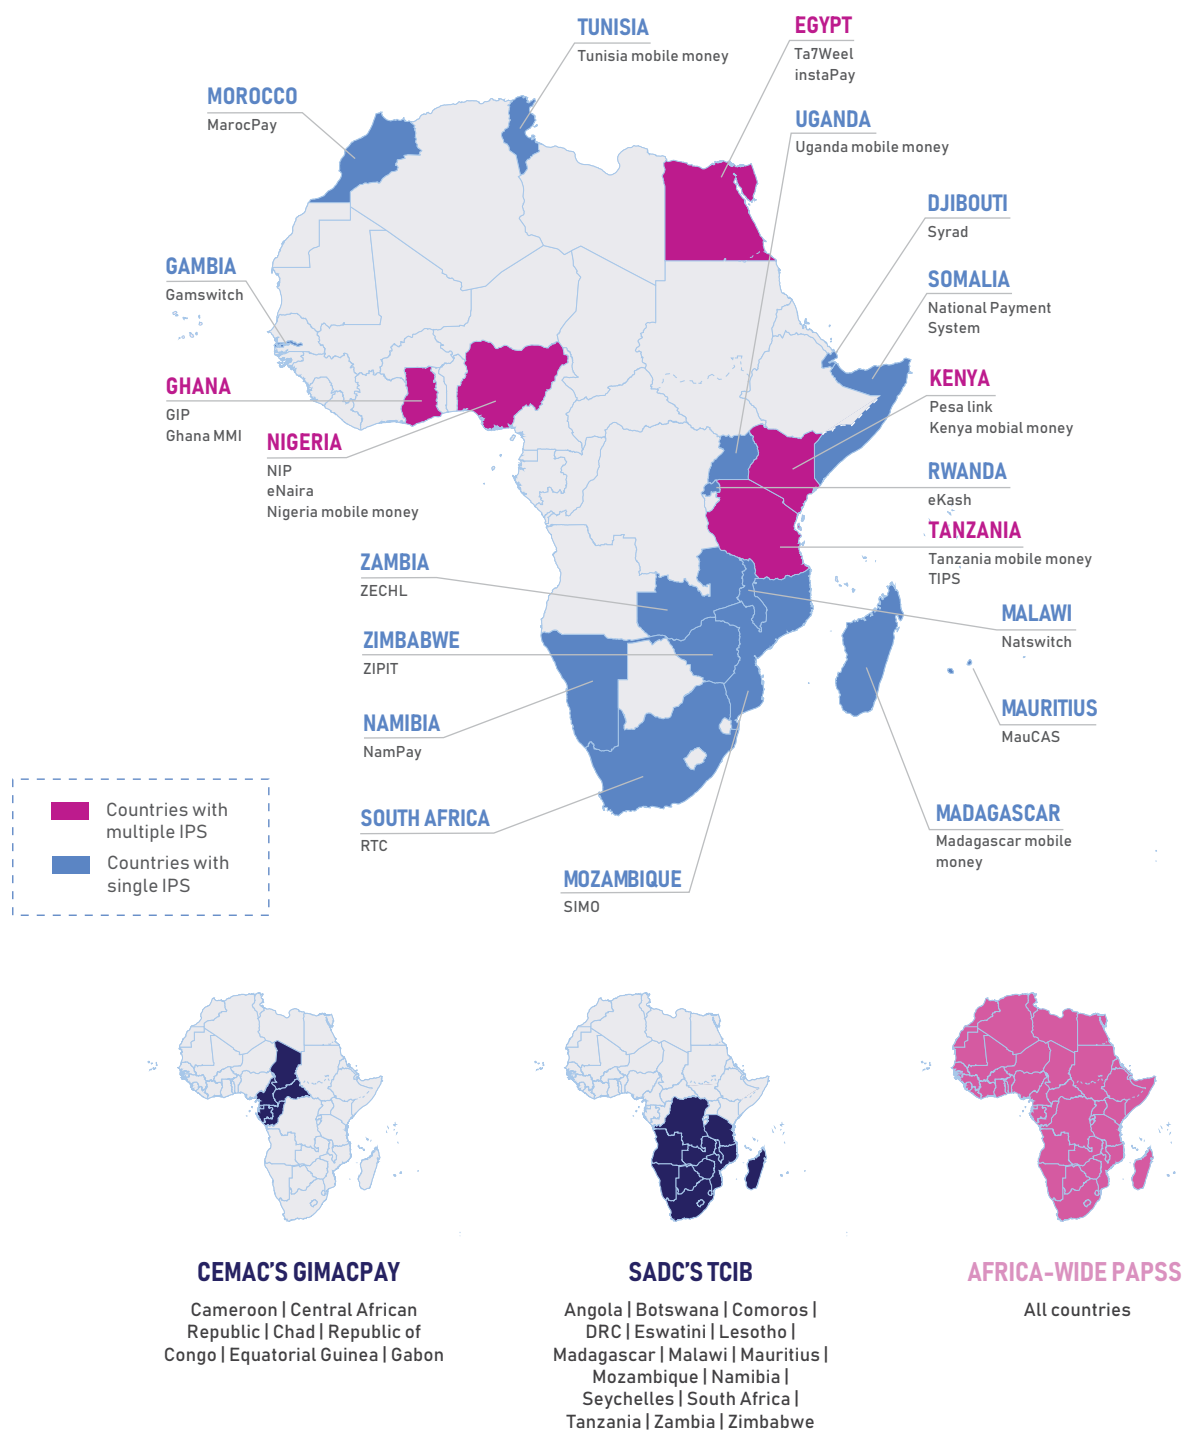 TUNISIA
Tunisia mobile money
EGYPT
Ta7Weel
instaPay
MOROCCO
MarocPay
UGANDA
Uganda mobile money
DJIBOUTI
Syrad
GAMBIA
Gamswitch
SOMALIA
National Payment
System
GHANA
GIP
Ghana MMI
KENYA
Pesa link
Kenya mobial money
NIGERIA
NIP
eNaira
Nigeria mobile money
RWANDA
eKash
TANZANIA
Tanzania mobile money
TIPS
ZAMBIA
ZECHL
MALAWI
Natswitch
ZIMBABWE
ZIPIT
MAURITIUS
MauCAS
NAMIBIA
NamPay
SOUTH AFRICA
RTC
MADAGASCAR
Madagascar mobile
money
MOZAMBIQUE
SIMO
Countries with
multiple IPS
Countries with
single IPS
CEMAC'S GIMACPAY
Cameroon | Central African
Republic | Chad | Republic of
Congo | Equatorial Guinea | Gabon
SADC'S TCIB
Angola | Botswana | Comoros |
DRC | Eswatini | Lesotho |
Madagascar | Malawi | Mauritius |
Mozambique | Namibia |
Seychelles | South Africa |
Tanzania | Zambia | Zimbabwe
AFRICA-WIDE PAPSS
All countries